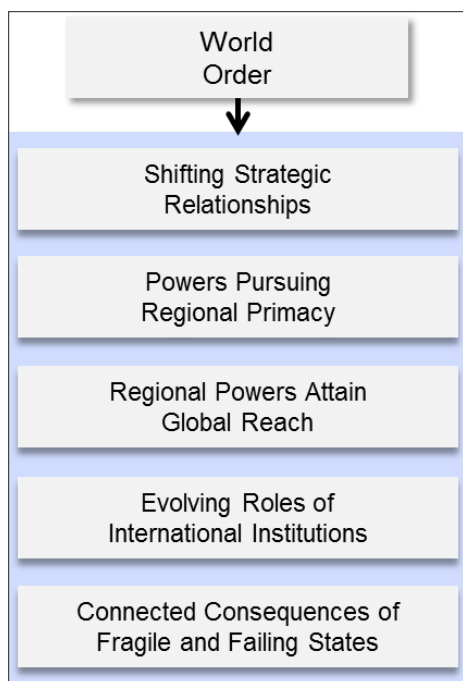 World
Order
Shifting Strategic
Relationships
Powers Pursuing
Regional Primacy
Regional Powers Attain
Global Reach
Evolving Roles of
International Institutions
Connected Consequences of
Fragile and Failing States